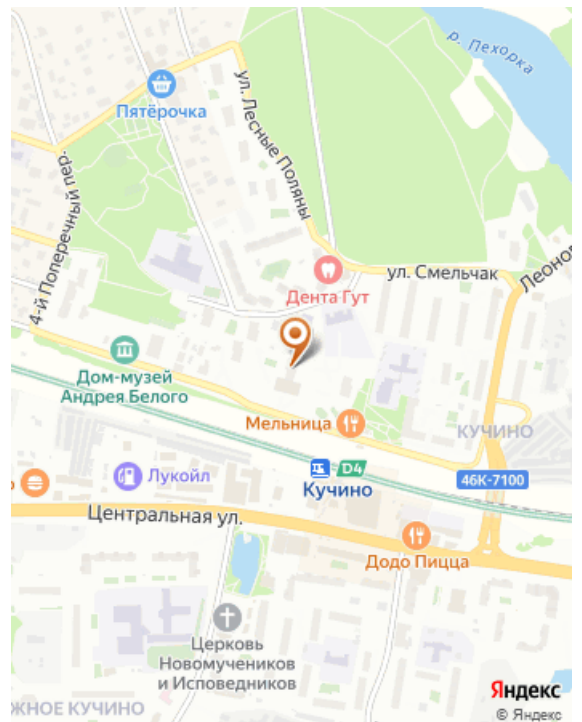 р. Пехорка
Пятёрочка
ул. Лесные Поляны
4-й Поперечный пер.
ул. Смельчак
Леонов
Дента Гут
Дом-музей
Андрея Белого
Мельница
КУЧИНО
D4
Кучино
46К-7100
о
Лукойл
Центральная ул.
Додо Пицца
Церковь
Новомучеников
и Исповедников
ЖНОЕ КУЧИНО
Яндекс
© Яндекс